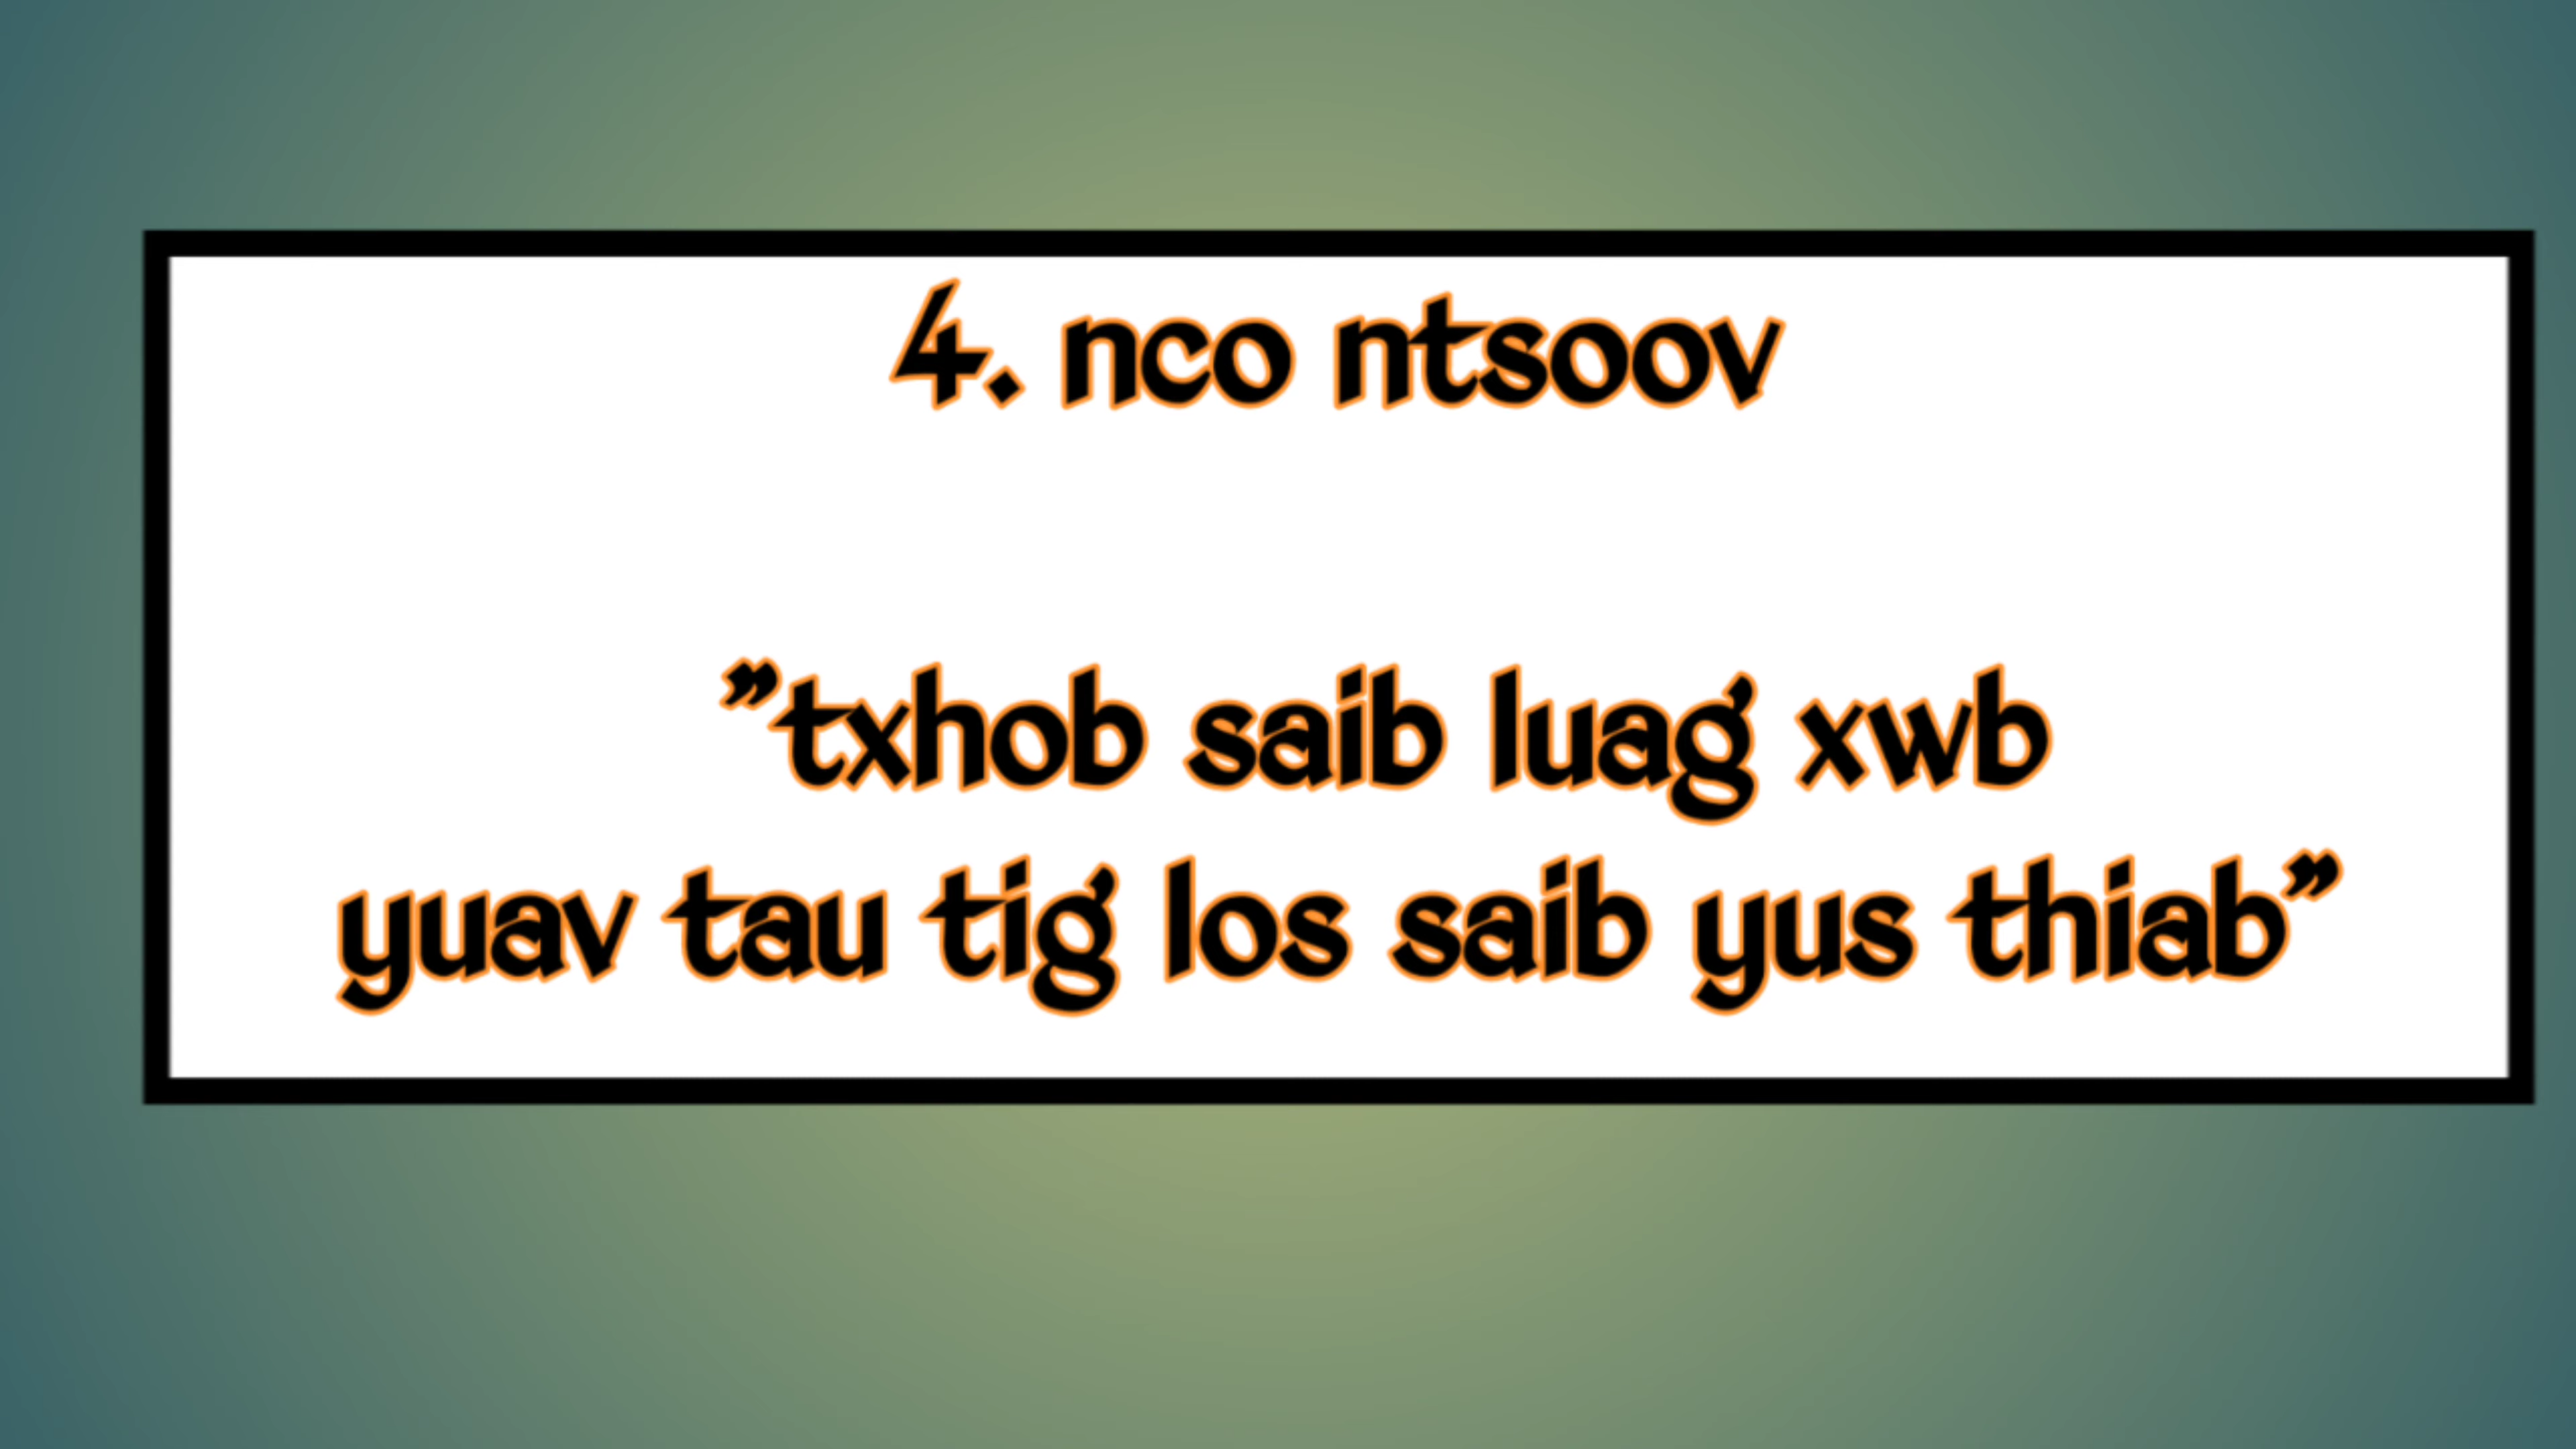 4. nco ntsoov
”txhob saib luag xwb
yuav tau tig los saib yus thiab”